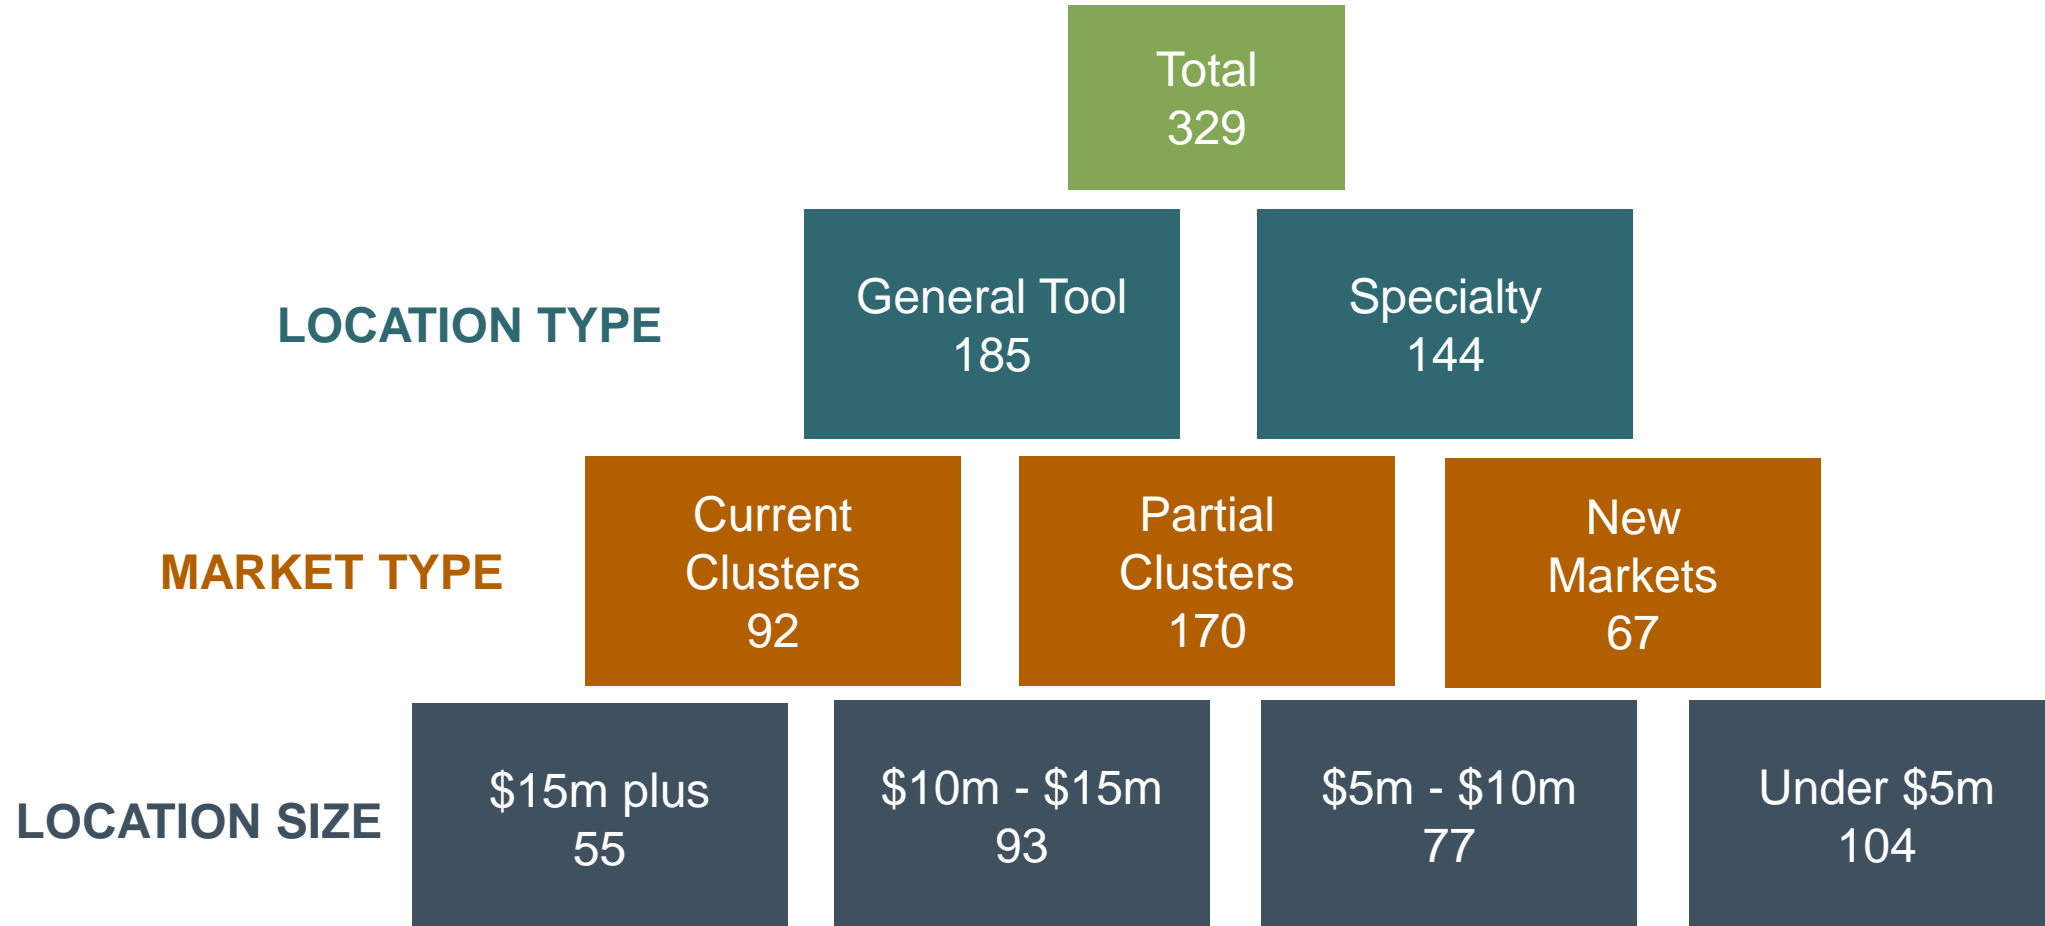 Total
329
LOCATION TYPE
General Tool
185
Specialty
144
MARKET TYPE
Current
Clusters
92
Partial
Clusters
170
New
Markets
67
LOCATION SIZE
$15m plus
55
$10m - $15m
93
$5m - $10m
77
Under $5m
104